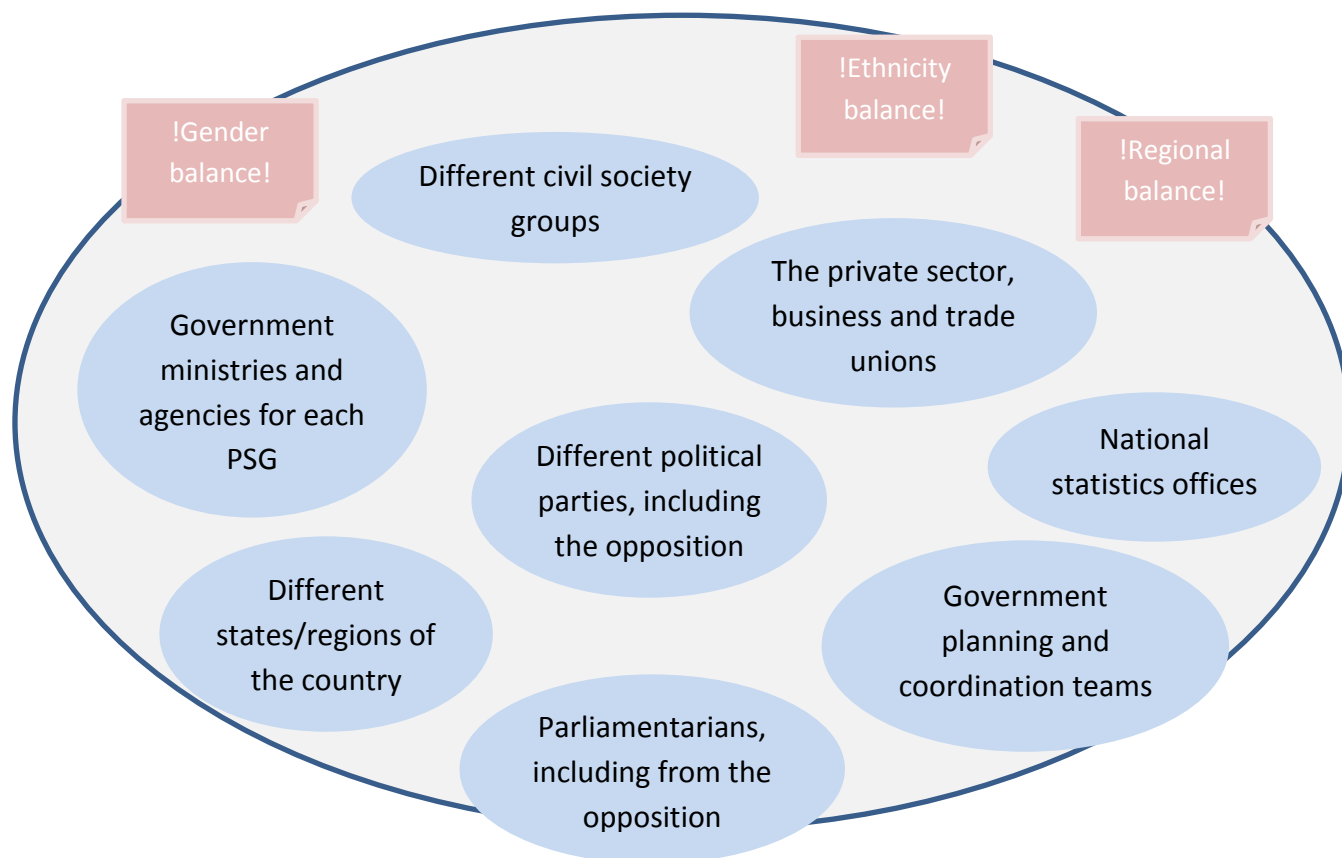 !Gender
balance!
!Ethnicity
balance!
!Regional
balance!
Different civil society
groups
The private sector,
business and trade
unions
Government
ministries and
agencies for each
PSG
Different political
parties, including
the opposition
National
statistics offices
Different
states/regions of
the country
Government
planning and
coordination teams
Parliamentarians,
including from the
opposition